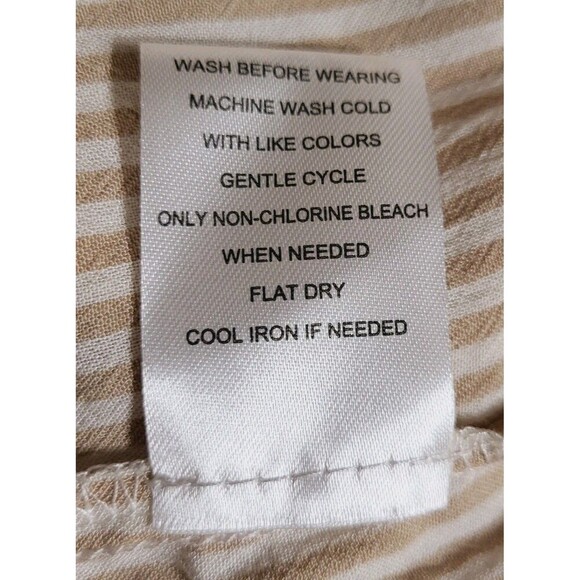 WASH BEFORE WEARING
MACHINE WASH COLD
WITH LIKE COLORS
GENTLE CYCLE
ONLY NON-CHLORINE BLEACH
WHEN NEEDED
FLAT DRY
COOL IRON IF NEEDED